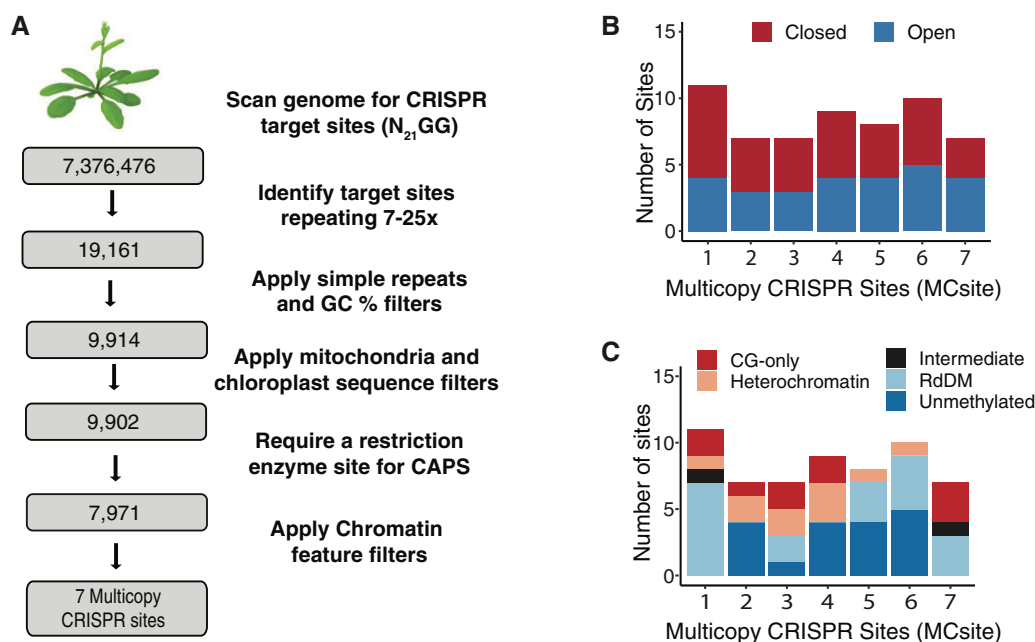 A
Scan genome for CRISPR
target sites (N21GG)
7,376,476
Identify target sites
repeating 7-25x
19,161
Apply simple repeats
and GC % filters
9,914
Apply mitochondria and
chloroplast sequence filters
9,902
Require a restriction
enzyme site for CAPS
7,971
Apply Chromatin
feature filters
7 Multicopy
CRISPR sites
B
Closed
Open
Number of Sites
15
10
5
0
1 2 3 4 5 6 7
Multicopy CRISPR Sites (MCsite)
C
CG-only
Heterochromatin
Intermediate
RdDM
Unmethylated
Number of sites
15
10
5
0
1 2 3 4 5 6 7
Multicopy CRISPR Sites (MCsite)